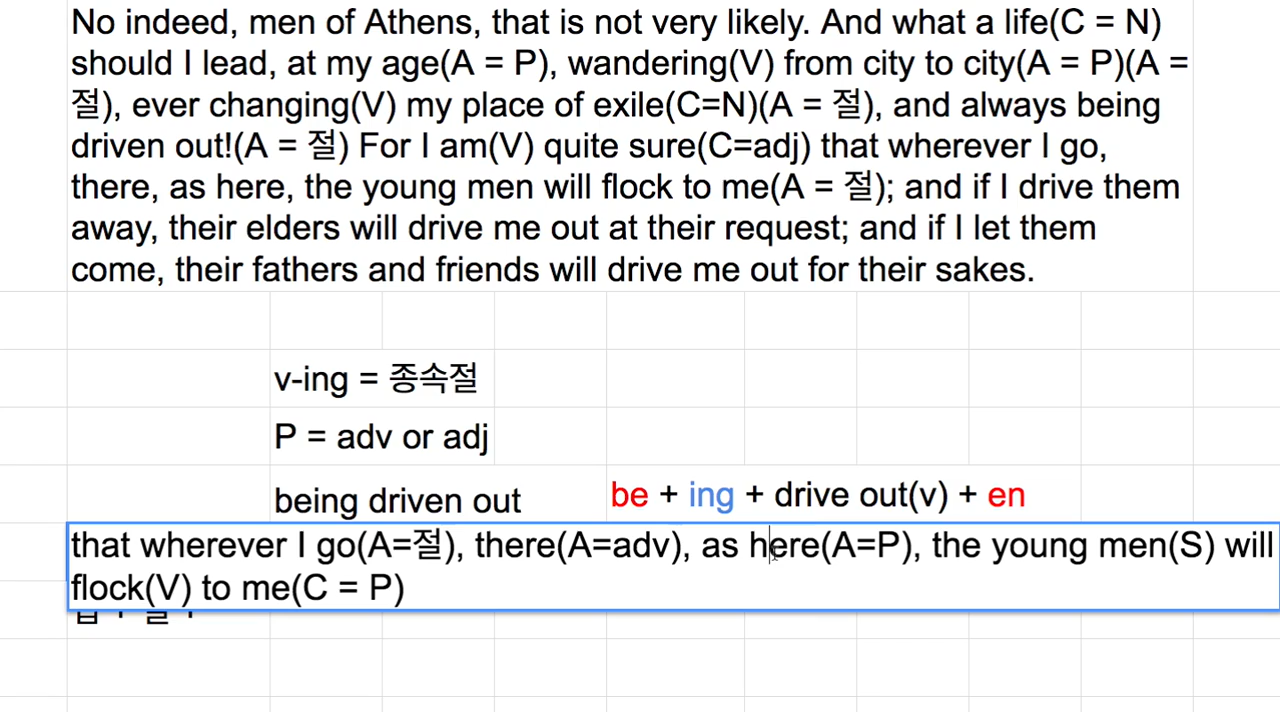 No indeed, men of Athens, that is not very likely. And what a life(C = N)
should I lead, at my age(A = P), wandering(V) from city to city(A = P)(A =
절), ever changing(V) my place of exile(C=N)(A = 절), and always being
driven out!(A = 절) For I am(V) quite sure(C=adj) that wherever I go,
there, as here, the young men will flock to me(A = 절); and if I drive them
away, their elders will drive me out at their request; and if I let them
come, their fathers and friends will drive me out for their sakes.
v-ing = 종속절
P = adv or adj
being driven out be + ing + drive out(v) + en
that wherever I go(A=절), there(A=adv), as here(A=P), the young men(S) will
flock(V) to me(C = P)